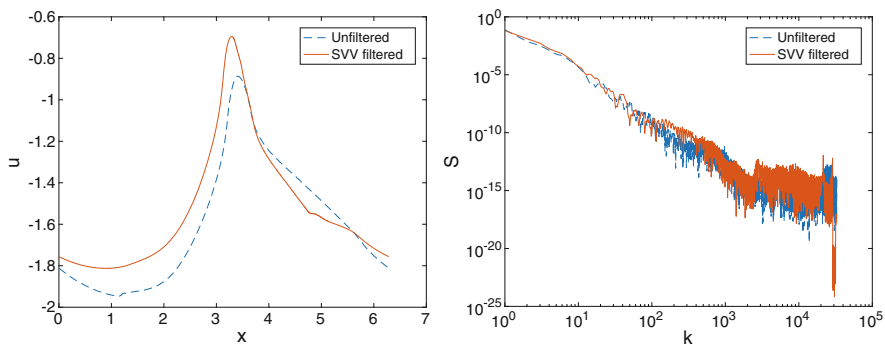 -0.6
-0.8
-1
-1.2
-1.4
-1.6
-1.8
-2
u
0 1 2 3 4 5 6 7
x
Unfiltered
SVV filtered
10^0
10^-5
10^-10
10^-15
10^-20
10^-25
S
10^0 10^1 10^2 10^3 10^4 10^5
k
Unfiltered
SVV filtered